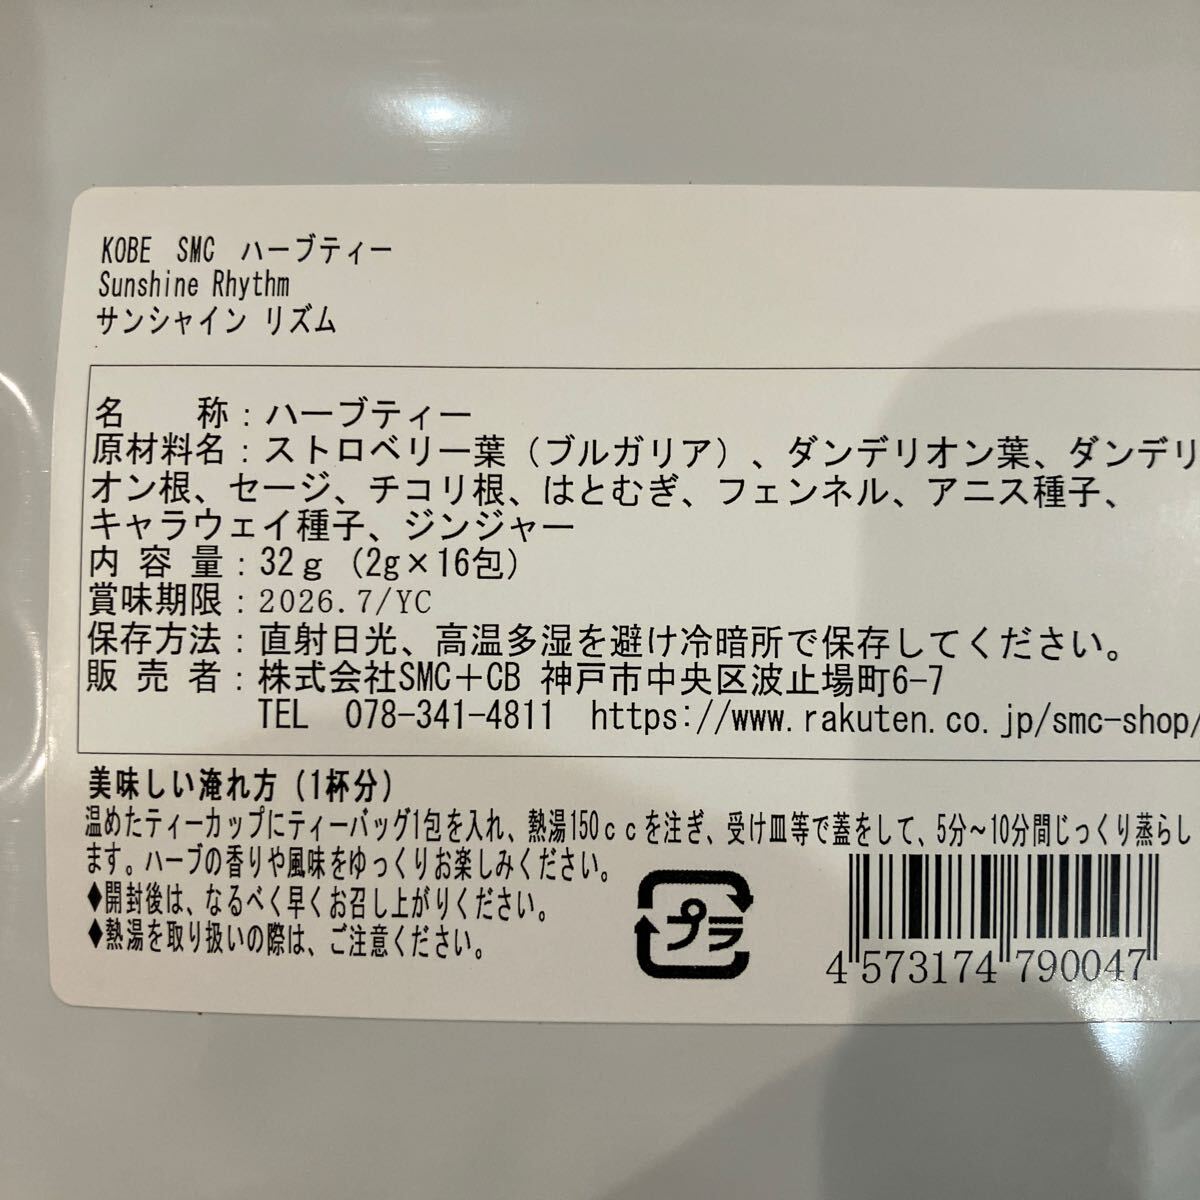 KOBE SMC ハーブティー
Sunshine Rhythm
サンシャイン リズム
名 称：ハーブティー
原材料名：ストロベリー葉（ブルガリア）、ダンデリオン葉、ダンデリ
オン根、セージ、チコリ根、はとむぎ、フェンネル、アニス種子、
キャラウェイ種子、ジンジャー
内 容 量：32ｇ (2g×16包)
賞味期限：2026.7/YC
保存方法：直射日光、高温多湿を避け冷暗所で保存してください。
販 売 者：株式会社SMC＋CB 神戸市中央区波止場町6-7
TEL 078-341-4811 https://www.rakuten.co.jp/smc-shop/
美味しい淹れ方（1杯分）
温めたティーカップにティーバッグ1包を入れ、熱湯150ｃｃを注ぎ、受け皿等で蓋をして、5分～10分間じっくり蒸らし
ます。ハーブの香りや風味をゆっくりお楽しみください。
♦開封後は、なるべく早くお召し上がりください。
♦熱湯を取り扱いの際は、ご注意ください。
プラ
4 573174 790047